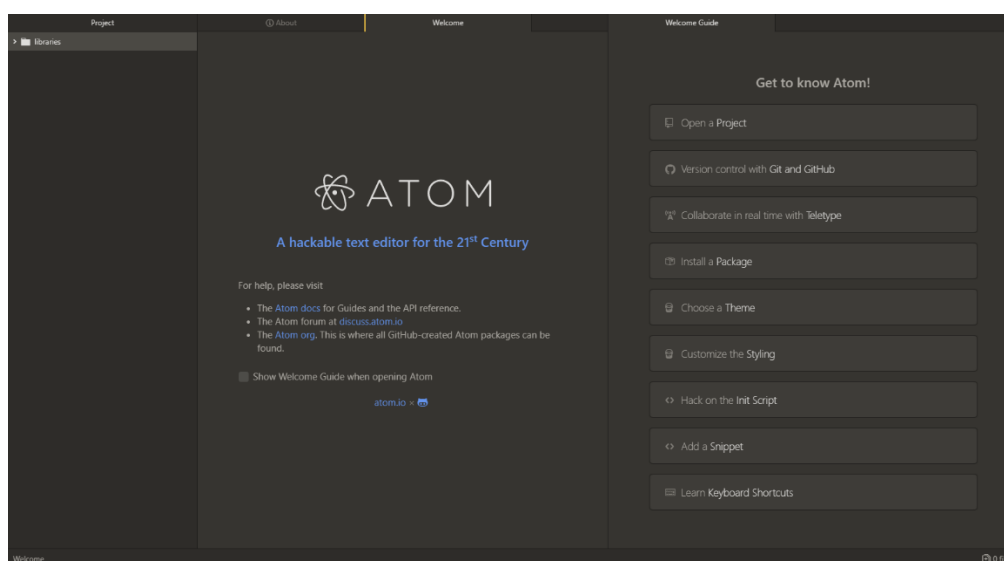 Project
About
Welcome
Welcome Guide
libraries
ATOM
A hackable text editor for the 21st Century
For help, please visit
The Atom docs for Guides and the API reference.
The Atom forum at discuss.atom.io
The Atom org. This is where all GitHub-created Atom packages can be
found.
Show Welcome Guide when opening Atom
atom.io ×
Get to know Atom!
Open a Project
Version control with Git and GitHub
Collaborate in real time with Teletype
Install a Package
Choose a Theme
Customize the Styling
Hack on the Init Script
Add a Snippet
Learn Keyboard Shortcuts
Welcome